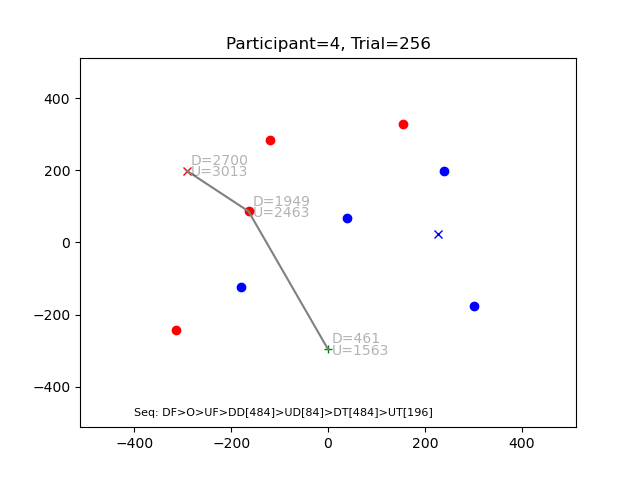 Participant=4, Trial=256
400
200
0
−200
−400
D=2700
U=3013
D=1949
U=2463
D=461
U=1563
Seq: DF>O>UF>DD[484]>UD[84]>DT[484]>UT[196]
−400 −200 0 200 400